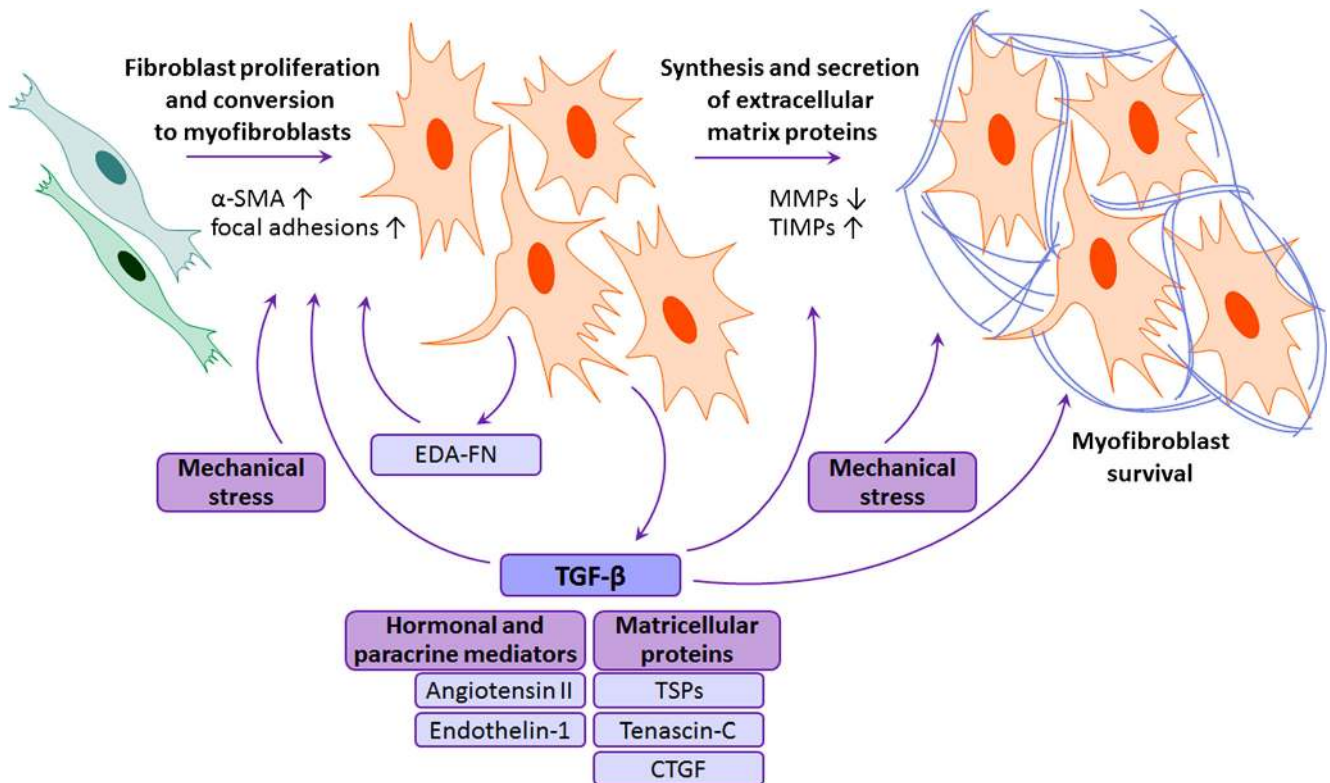 Fibroblast proliferation
and conversion
to myofibroblasts
α-SMA ↑
focal adhesions ↑
Synthesis and secretion
of extracellular
matrix proteins
MMPs ↓
TIMPs ↑
EDA-FN
Mechanical
stress
Mechanical
stress
Myofibroblast
survival
TGF-β
Hormonal and
paracrine mediators
Angiotensin II
Endothelin-1
Matricellular
proteins
TSPs
Tenascin-C
CTGF